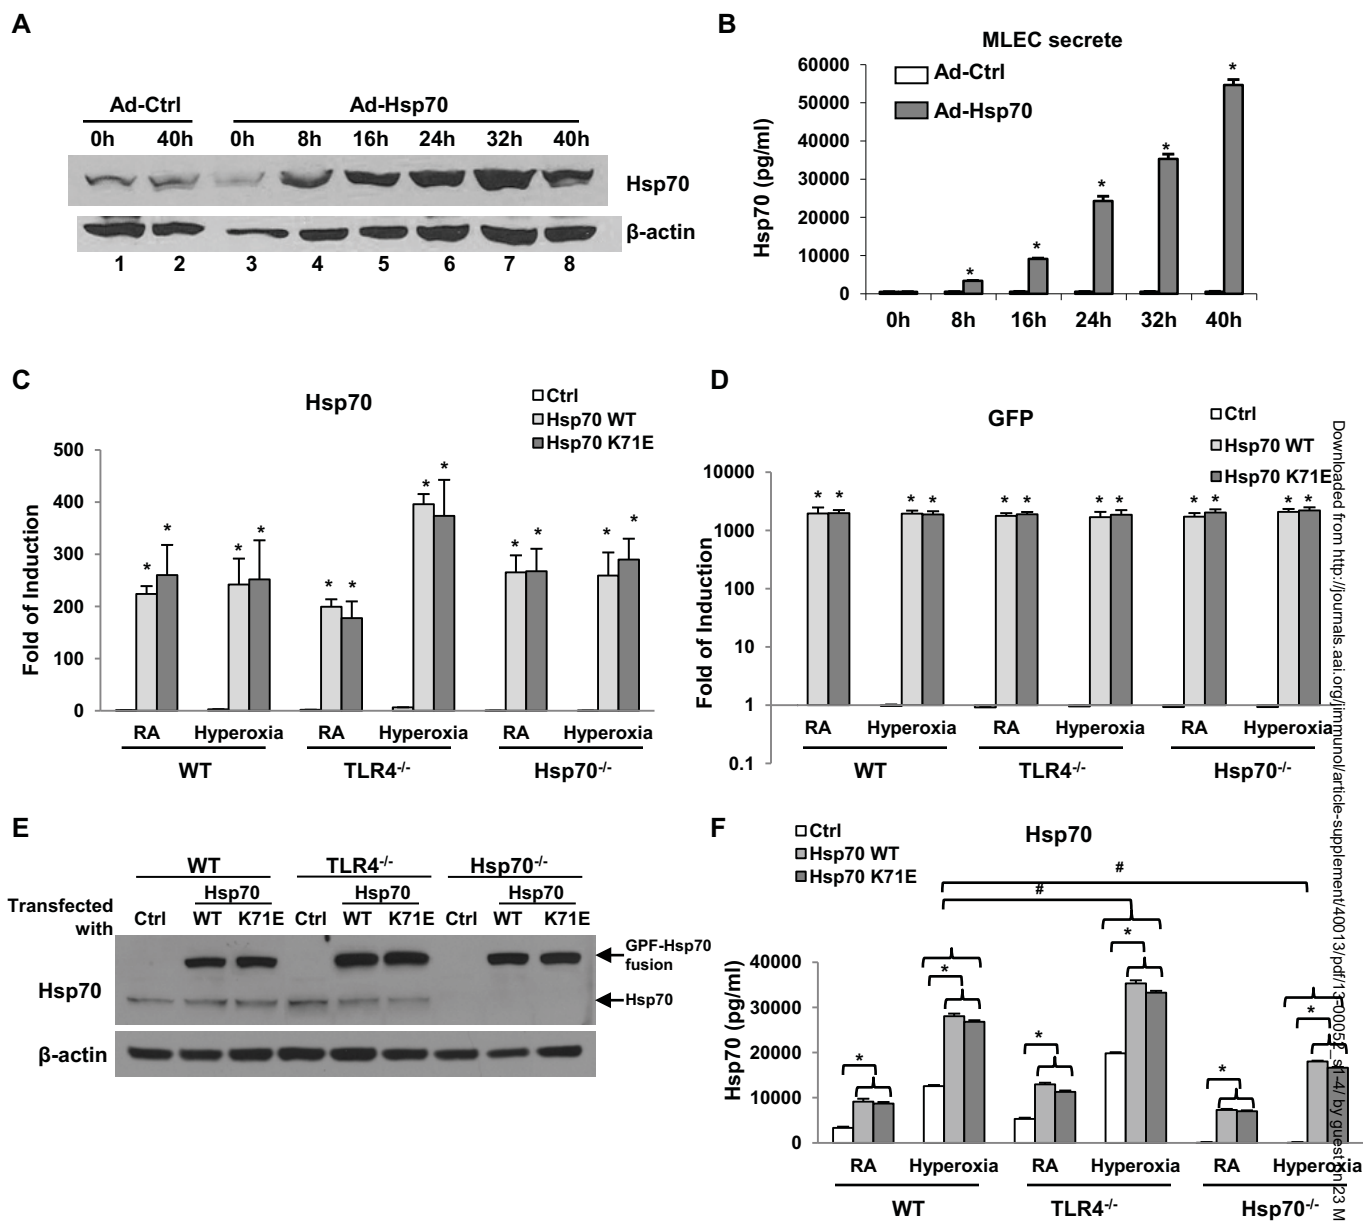 A
Ad-Ctrl Ad-Hsp70
0h 40h 0h 8h 16h 24h 32h 40h
Hsp70
β-actin
1 2 3 4 5 6 7 8
B
MLEC secrete
Ad-Ctrl
Ad-Hsp70
Hsp70 (pg/ml)
60000
50000
40000
30000
20000
10000
0
0h 8h 16h 24h 32h 40h
* * * * *
C
Hsp70
Ctrl
Hsp70 WT
Hsp70 K71E
Fold of Induction
500
400
300
200
100
0
* * * * * * * * * * * *
RA Hyperoxia RA Hyperoxia RA Hyperoxia
WT TLR4-/- Hsp70-/-
D
GFP
Ctrl
Hsp70 WT
Hsp70 K71E
Fold of Induction
10000
1000
100
10
1
0.1
* * * * * * * * * * * *
RA Hyperoxia RA Hyperoxia RA Hyperoxia
WT TLR4-/- Hsp70-/-
E
WT TLR4-/- Hsp70-/-
Hsp70 Hsp70 Hsp70
Transfected with
Ctrl WT K71E Ctrl WT K71E Ctrl WT K71E
Hsp70
GPF-Hsp70 fusion
Hsp70
β-actin
F
Hsp70
Ctrl
Hsp70 WT
Hsp70 K71E
Hsp70 (pg/ml)
40000
30000
20000
10000
0
# #
* * * * * *
RA Hyperoxia RA Hyperoxia RA Hyperoxia
WT TLR4-/- Hsp70-/-
Downloaded from http://journals.aai.org/jimmunol/article-supplement/40013/pdf/13-00052_s1-4/ by guest on 23 M